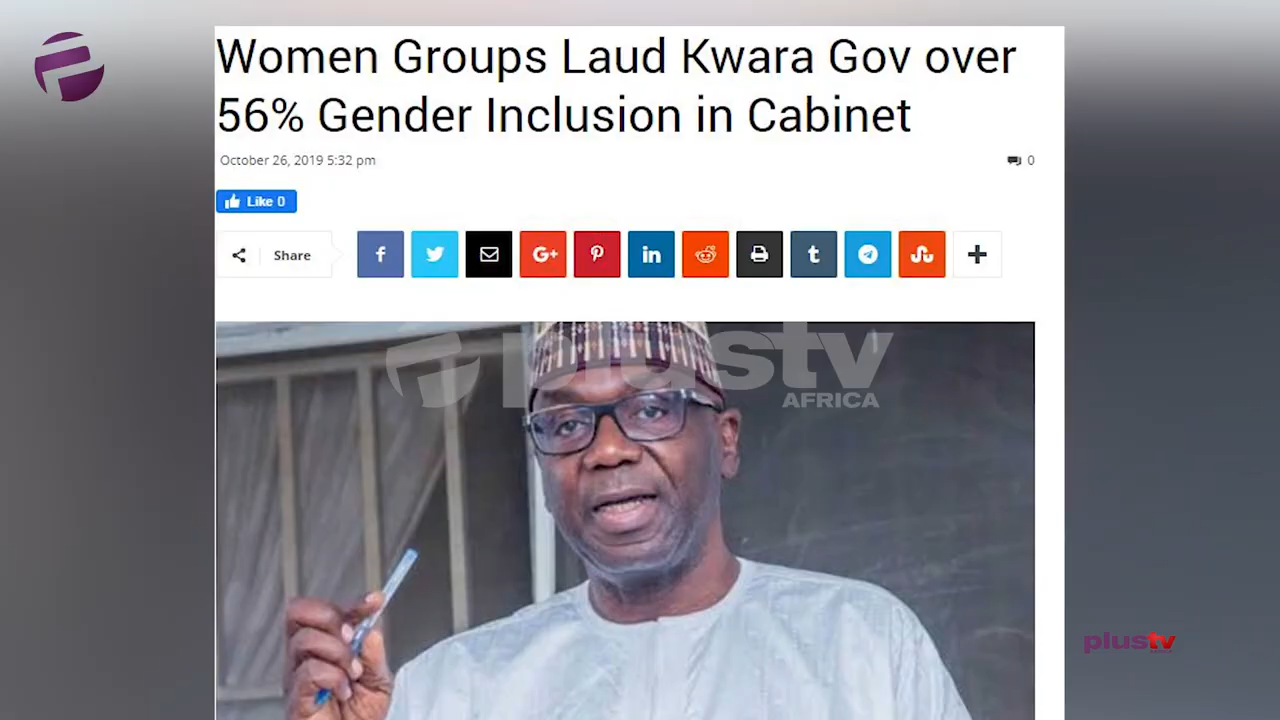 Women Groups Laud Kwara Gov over
56% Gender Inclusion in Cabinet
October 26, 2019 5:32 pm
0
Like 0
Share
f
G+
in
t
plustv
AFRICA
plustv